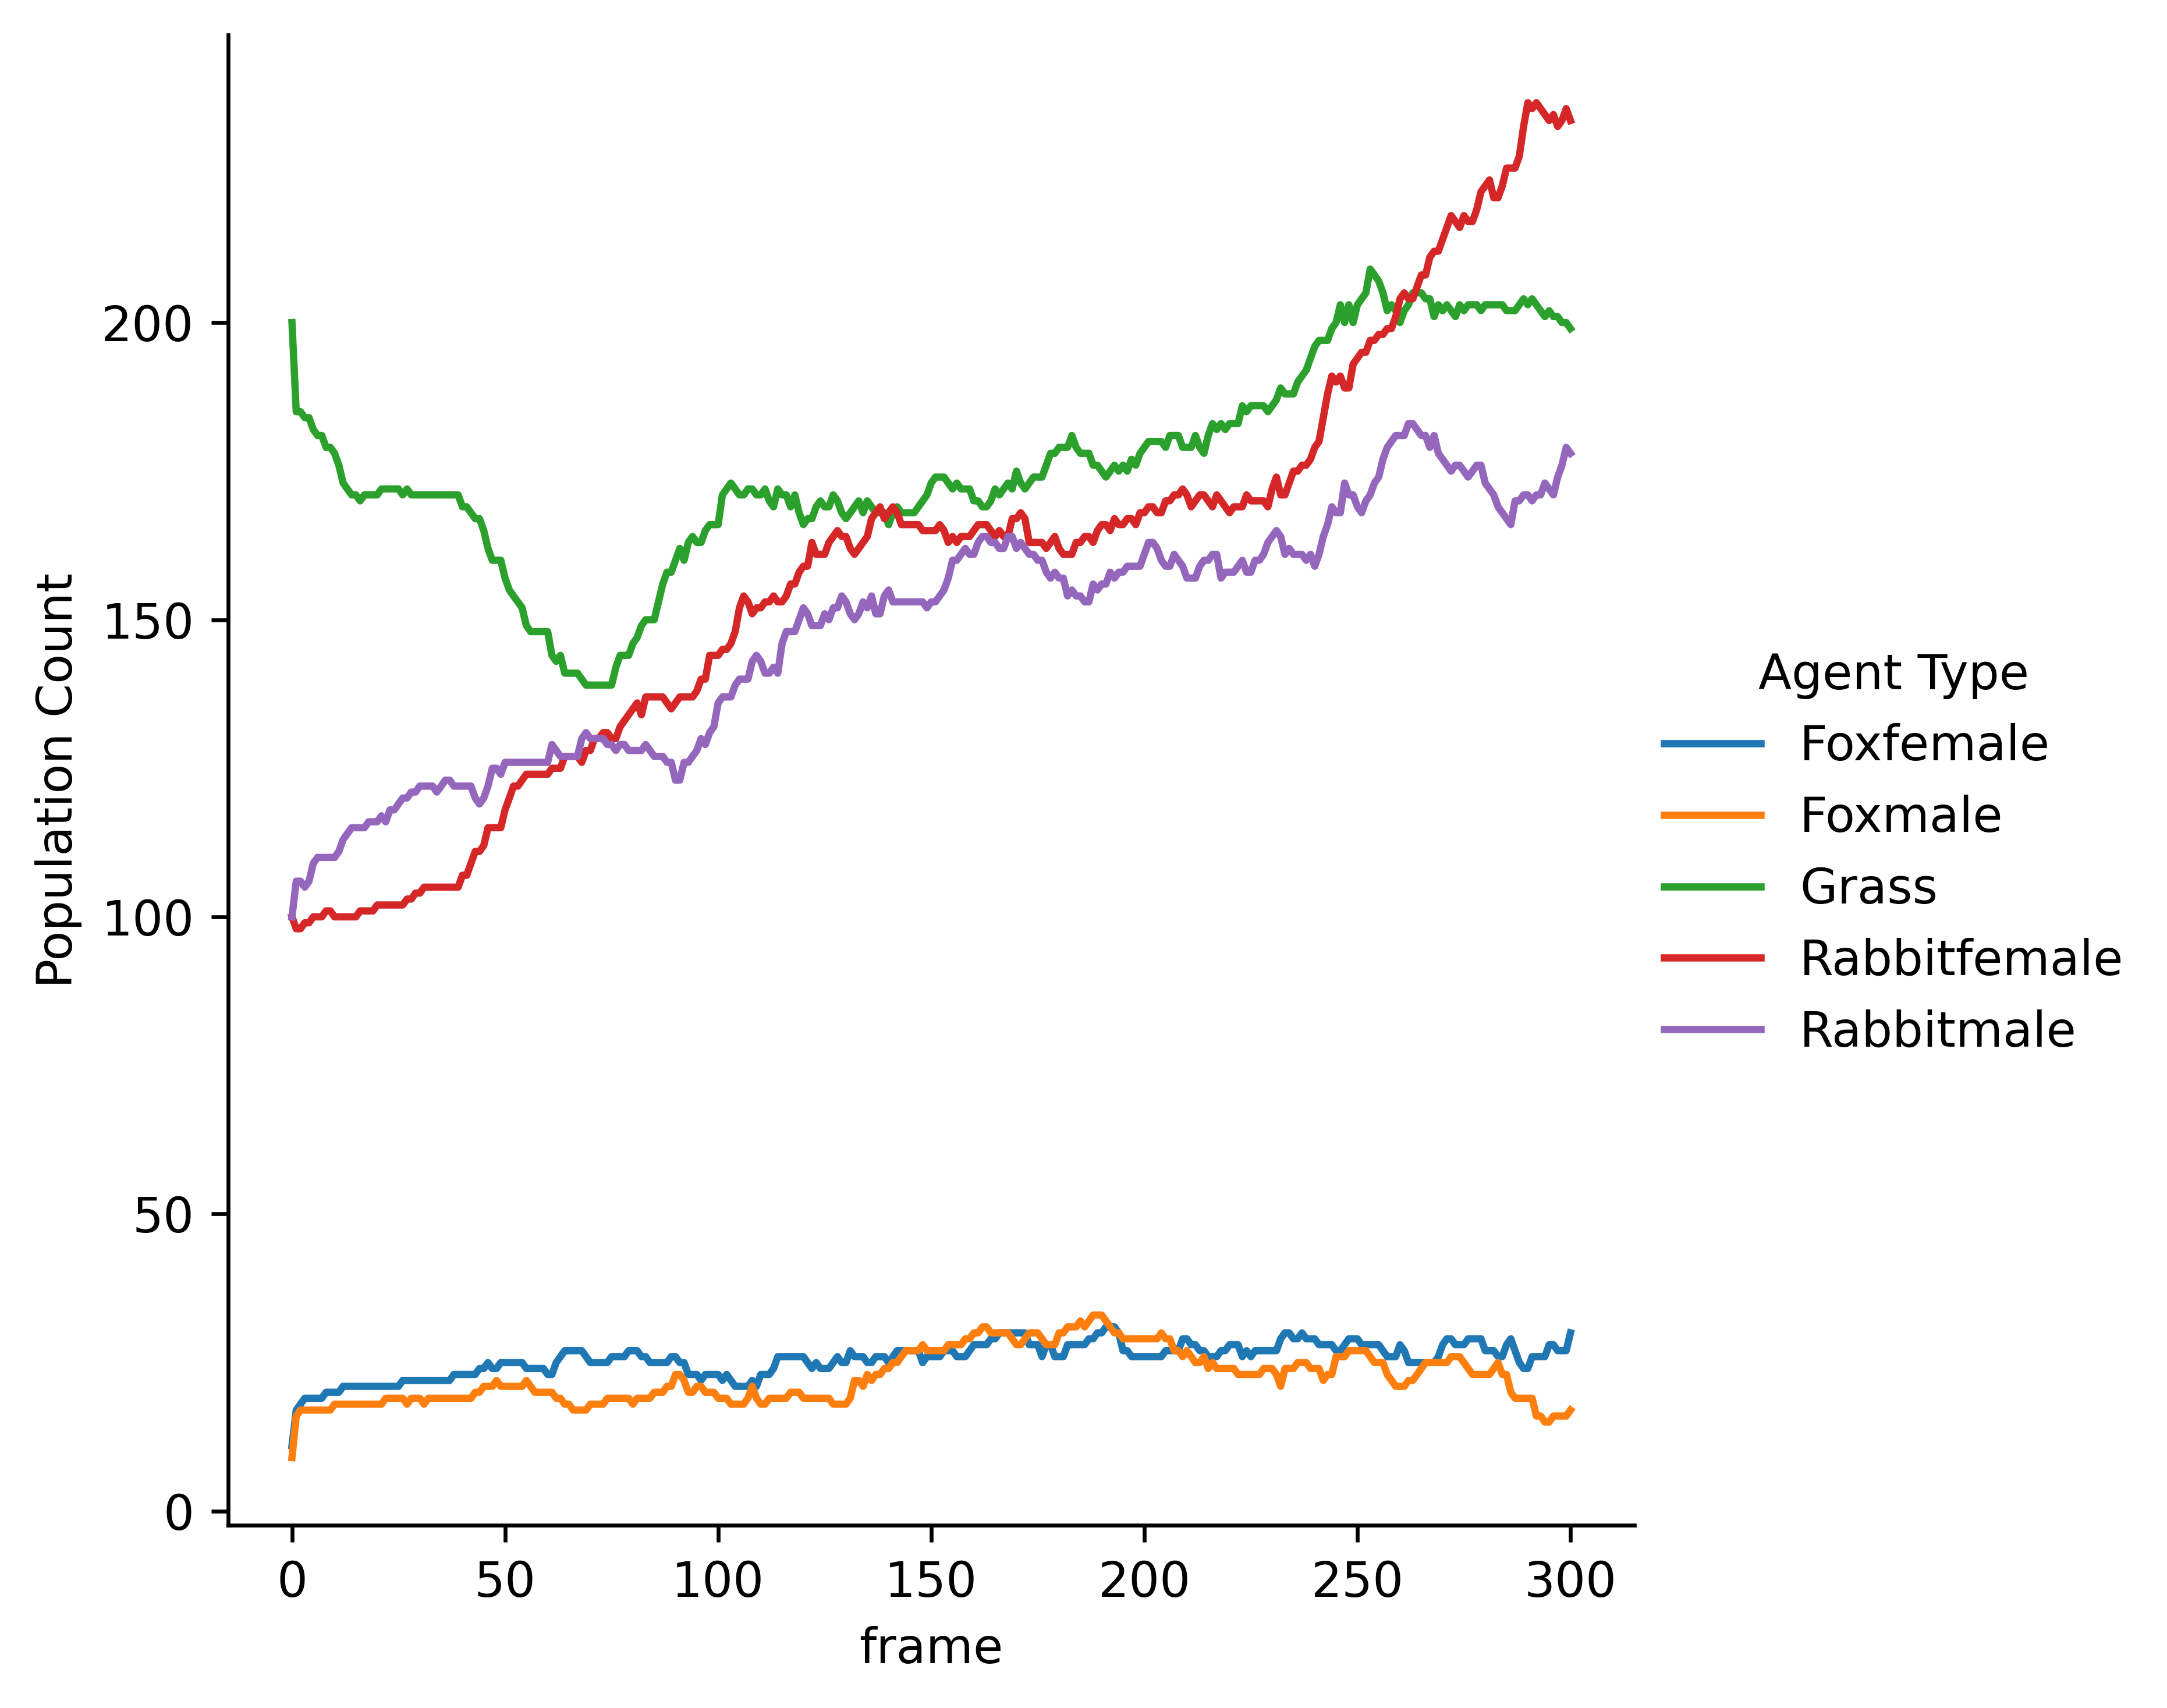 200
150
100
50
0
Population Count
0 50 100 150 200 250 300
frame
Agent Type
Foxfemale
Foxmale
Grass
Rabbitfemale
Rabbitmale